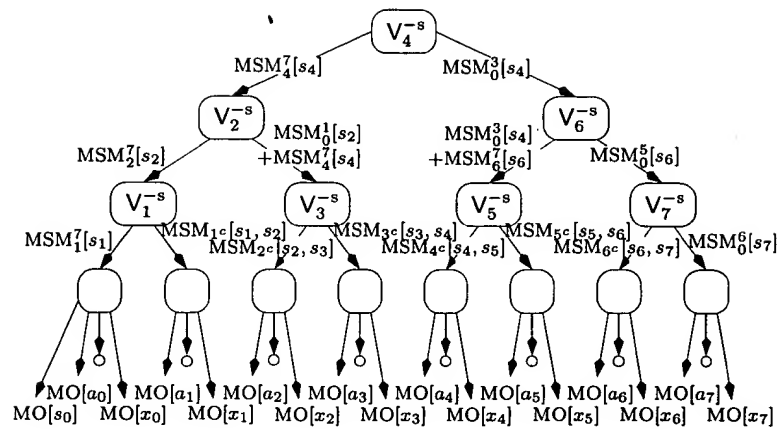 V₄⁻ˢ
MSM₄⁷[s₄] MSM₀³[s₄]
V₂⁻ˢ V₆⁻ˢ
MSM₀¹[s₂] MSM₀³[s₄]
MSM₂⁷[s₂} +MSM₄⁷{s₄} +MSM₆⁷[s₆} MSM₀⁵[s₆}
V₁⁻ˢ V₃⁻ˢ V₅⁻ˢ V₇⁻ˢ
MSM₁⁷[s₁] MSM₁c[s₁, s₂] MSM₃c[s₃, s₄] MSM₅c[s₅, s₆] MSM₀⁶[s₇}
MSM₂c[s₂, s₃] MSM₄c[s₄, s₅] MSM₆c[s₆, s₇]
MO[a₀] MO[a₁] MO[a₂] MO[a₃] MO[a₄] MO[a₅] MO[a₆] MO[a₇]
MO[s₀] MO[x₀] MO[x₁] MO[x₂} MO[x₃} MO[x₄] MO[x₅] MO[x₆] MO[x₇]